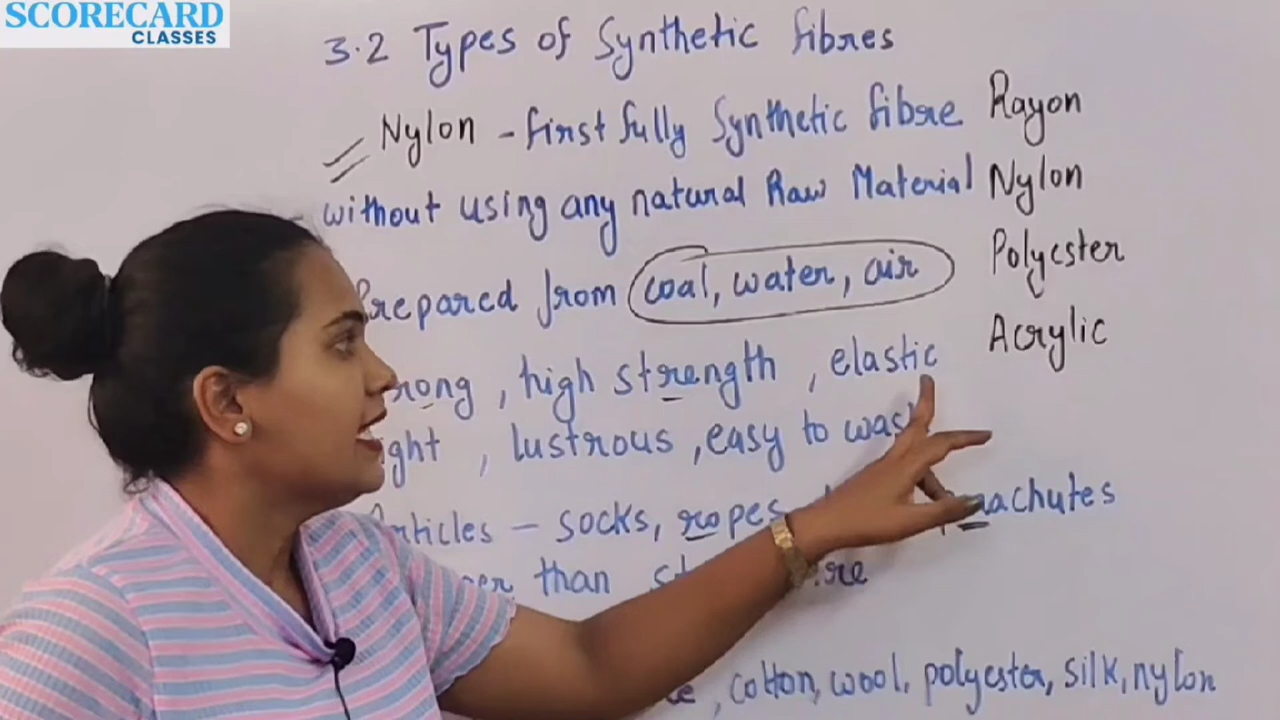 SCORECARD
CLASSES
3.2 Types of Synthetic fibres
Nylon - first fully Synthetic fibre
without using any natural Raw Material
Prepared from coal, water, air
, high strength , elastic
, lustrous , easy to
- socks, ropes
than
, cotton, wool, polyester, silk, nylon
Rayon
Nylon
Polyester
Acrylic